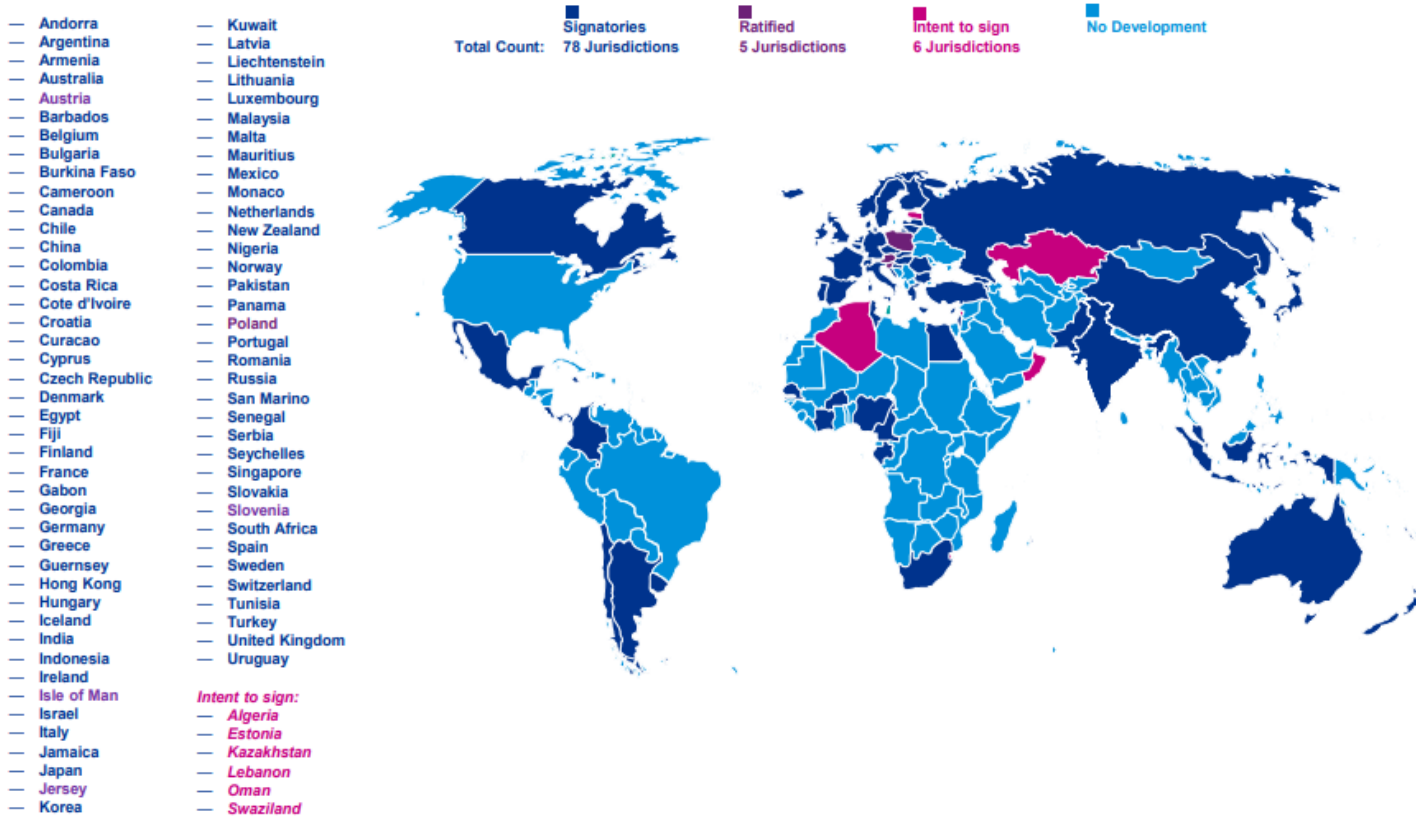 — Andorra
— Argentina
— Armenia
— Australia
— Austria
— Barbados
— Belgium
— Bulgaria
— Burkina Faso
— Cameroon
— Canada
— Chile
— China
— Colombia
— Costa Rica
— Cote d'Ivoire
— Croatia
— Curacao
— Cyprus
— Czech Republic
— Denmark
— Egypt
— Fiji
— Finland
— France
— Gabon
— Georgia
— Germany
— Greece
— Guernsey
— Hong Kong
— Hungary
— Iceland
— India
— Indonesia
— Ireland
— Isle of Man
— Israel
— Italy
— Jamaica
— Japan
— Jersey
— Korea
— Kuwait
— Latvia
— Liechtenstein
— Lithuania
— Luxembourg
— Malaysia
— Malta
— Mauritius
— Mexico
— Monaco
— Netherlands
— New Zealand
— Nigeria
— Norway
— Pakistan
— Panama
— Poland
— Portugal
— Romania
— Russia
— San Marino
— Senegal
— Serbia
— Seychelles
— Singapore
— Slovakia
— Slovenia
— South Africa
— Spain
— Sweden
— Switzerland
— Tunisia
— Turkey
— United Kingdom
— Uruguay
Intent to sign:
— Algeria
— Estonia
— Kazakhstan
— Lebanon
— Oman
— Swaziland
Signatories Ratified Intent to sign No Development
Total Count: 78 Jurisdictions 5 Jurisdictions 6 Jurisdictions